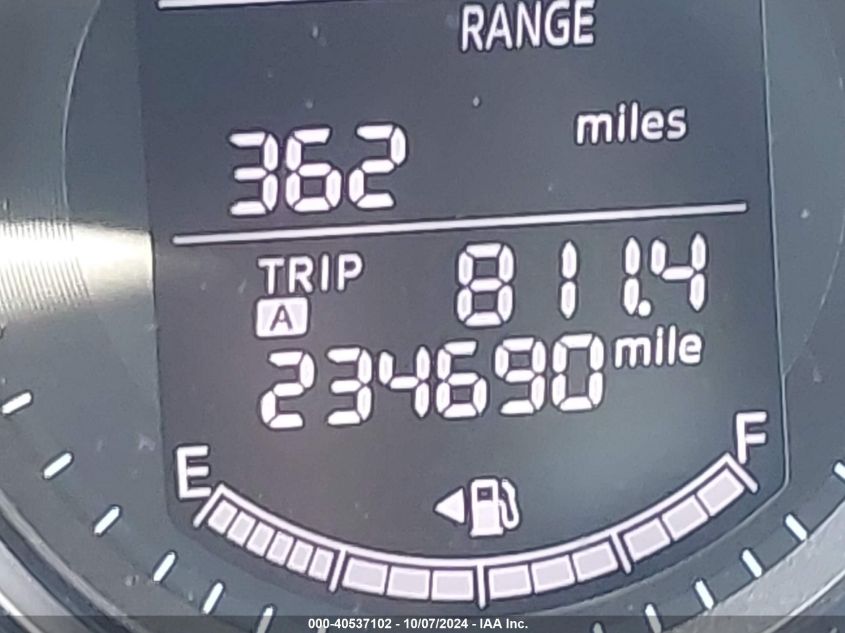 RANGE
362 miles
TRIP A 811.4
234690 mile
E F
000-40537102 - 10/07/2024 - IAA Inc.